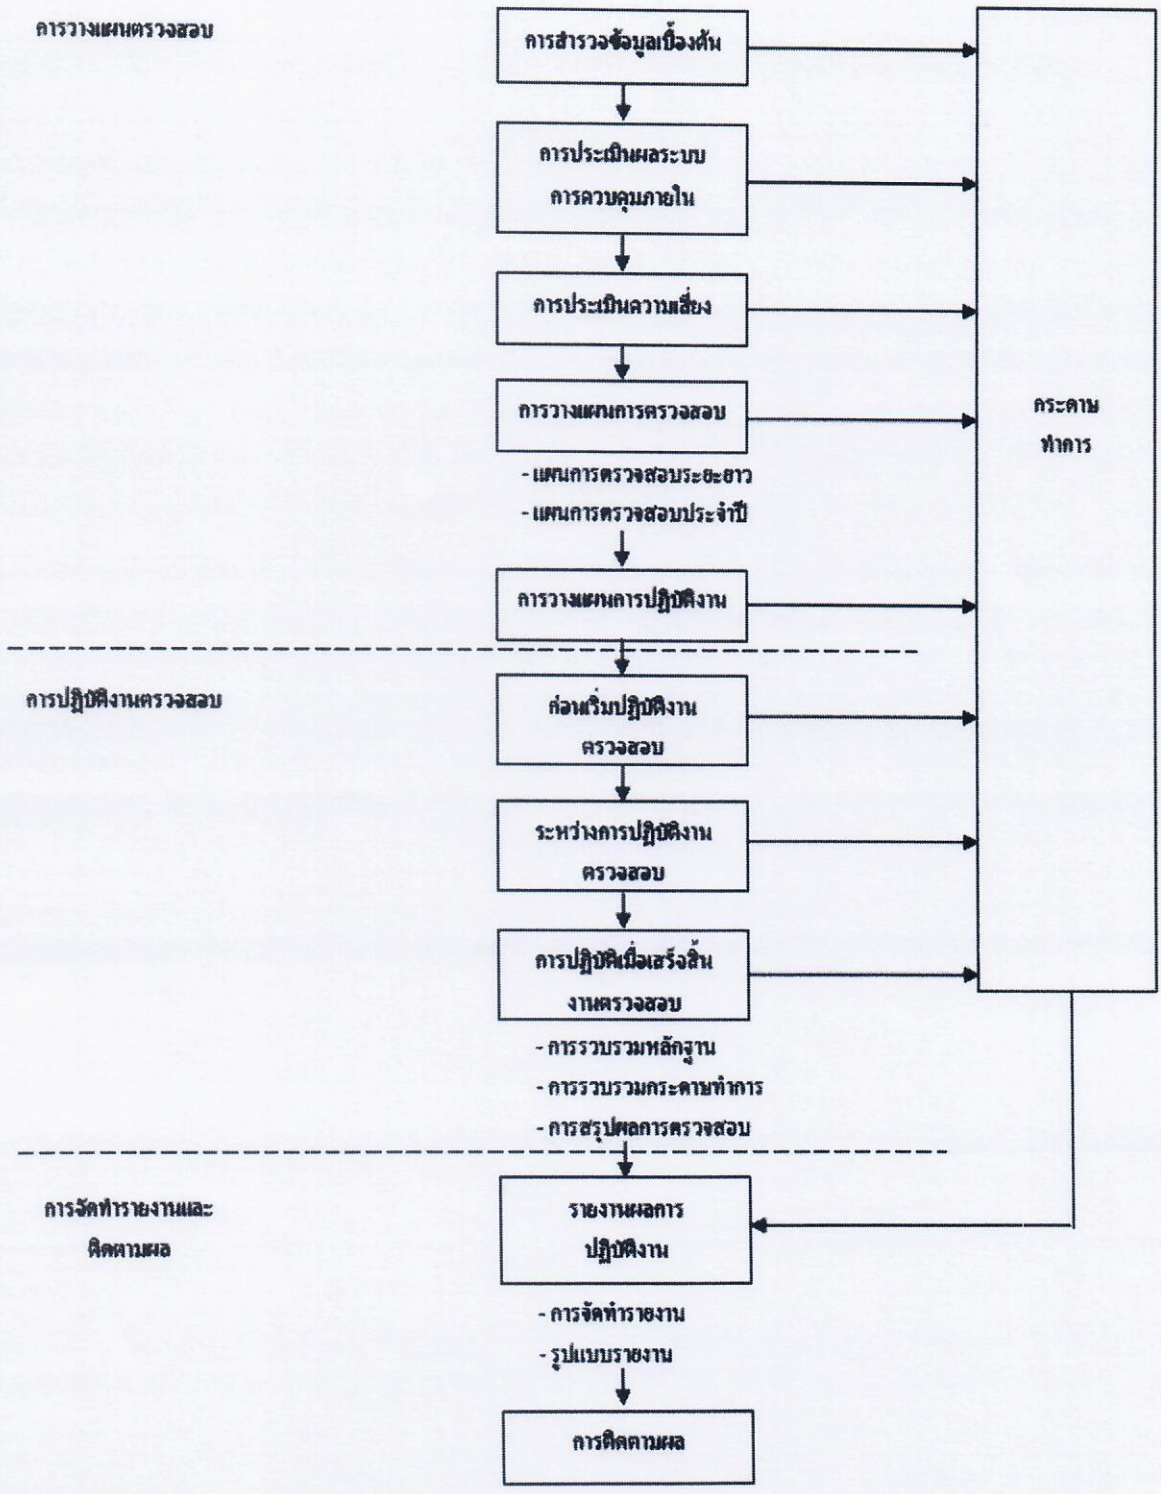 การวางแผนตรวจสอบ
การสำรวจข้อมูลเบื้องต้น
การประเมินผลระบบ
การควบคุมภายใน
การประเมินความเสี่ยง
การวางแผนการตรวจสอบ
- แผนการตรวจสอบระยะยาว
- แผนการตรวจสอบประจำปี
การวางแผนการปฏิบัติงาน
กระดาษ
ทำการ
การปฏิบัติงานตรวจสอบ
ก่อนเริ่มปฏิบัติงาน
ตรวจสอบ
ระหว่างการปฏิบัติงาน
ตรวจสอบ
การปฏิบัติเมื่อเสร็จสิ้น
งานตรวจสอบ
- การรวบรวมหลักฐาน
- การรวบรวมกระดาษทำการ
- การสรุปผลการตรวจสอบ
การจัดทำรายงานและ
ติดตามผล
รายงานผลการ
ปฏิบัติงาน
- การจัดทำรายงาน
- รูปแบบรายงาน
การติดตามผล